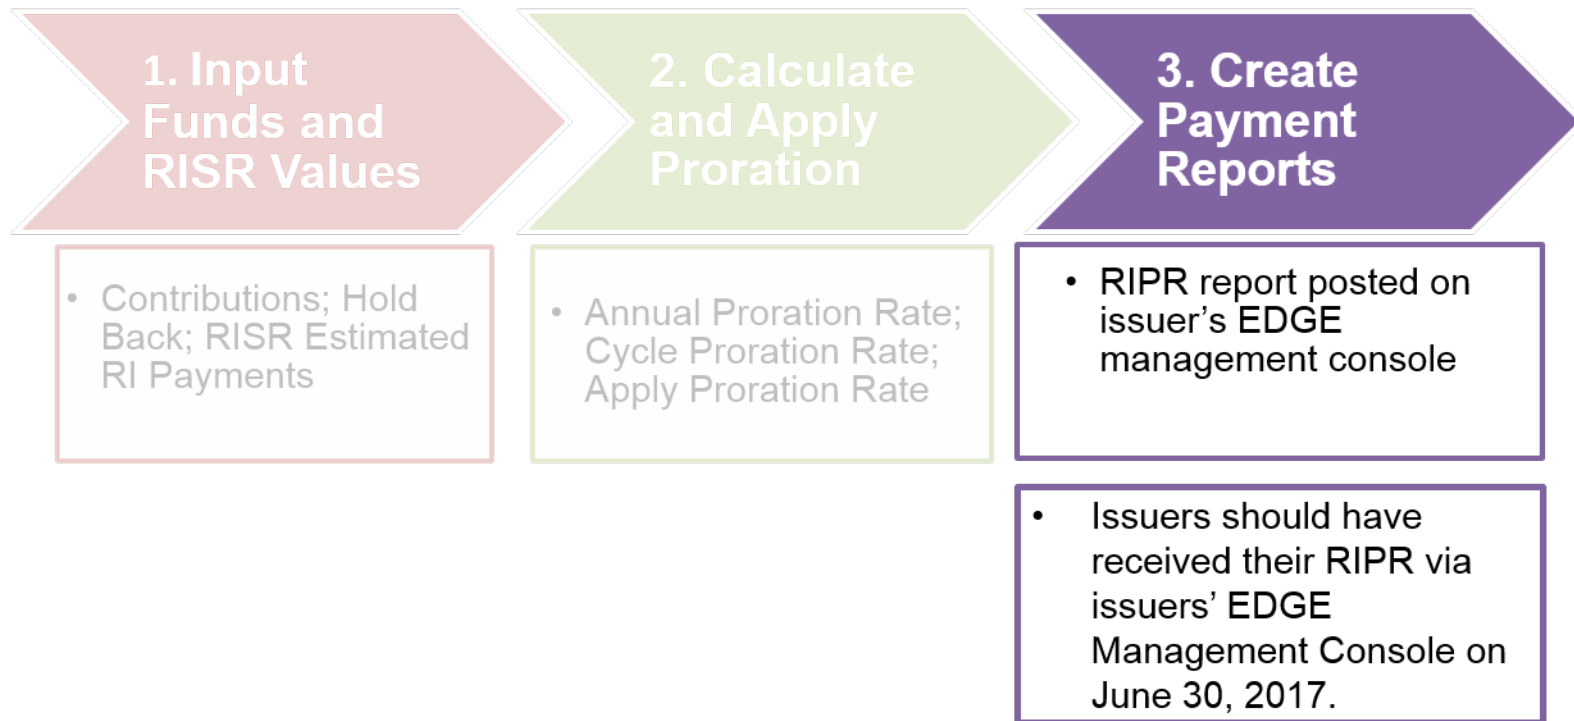 1. Input
Funds and
RISR Values
2. Calculate
and Apply
Proration
3. Create
Payment
Reports
• Contributions; Hold
Back; RISR Estimated
RI Payments
• Annual Proration Rate;
Cycle Proration Rate;
Apply Proration Rate
• RIPR report posted on
issuer’s EDGE
management console
• Issuers should have
received their RIPR via
issuers’ EDGE
Management Console on
June 30, 2017.